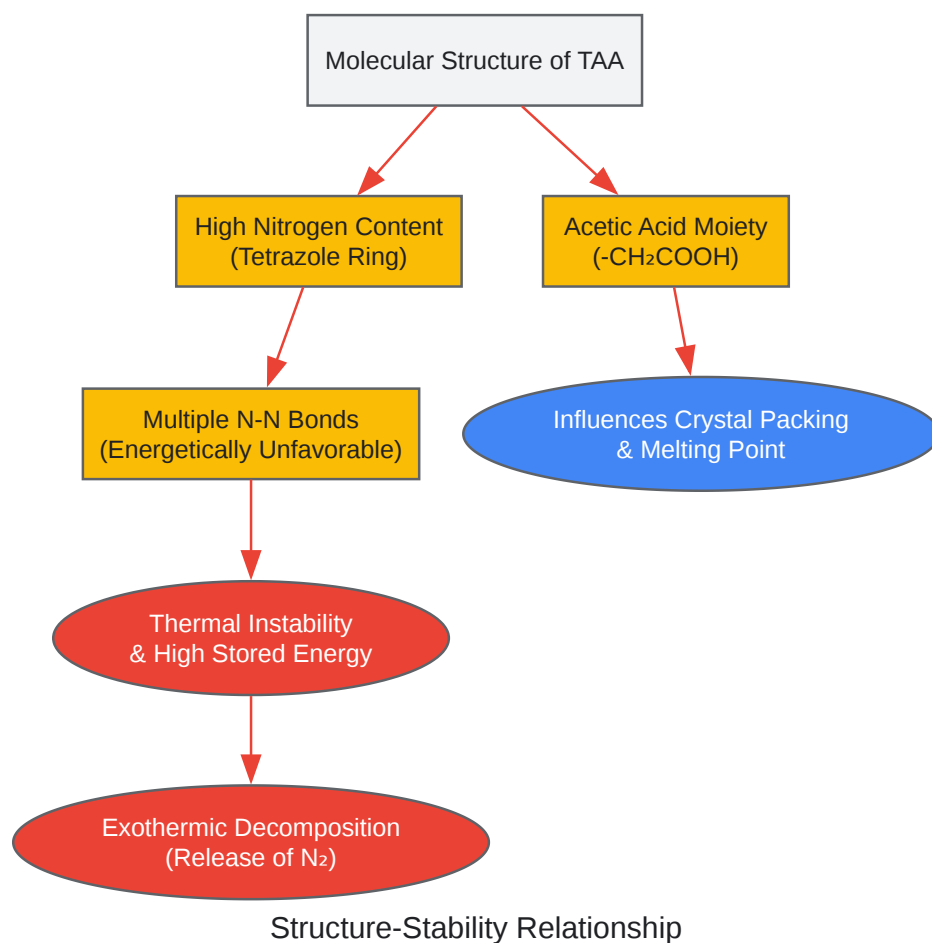 Molecular Structure of TAA
High Nitrogen Content
(Tetrazole Ring)
Acetic Acid Moiety
(-CH₂COOH)
Multiple N-N Bonds
(Energetically Unfavorable)
Influences Crystal Packing
& Melting Point
Thermal Instability
& High Stored Energy
Exothermic Decomposition
(Release of N₂)
Structure-Stability Relationship